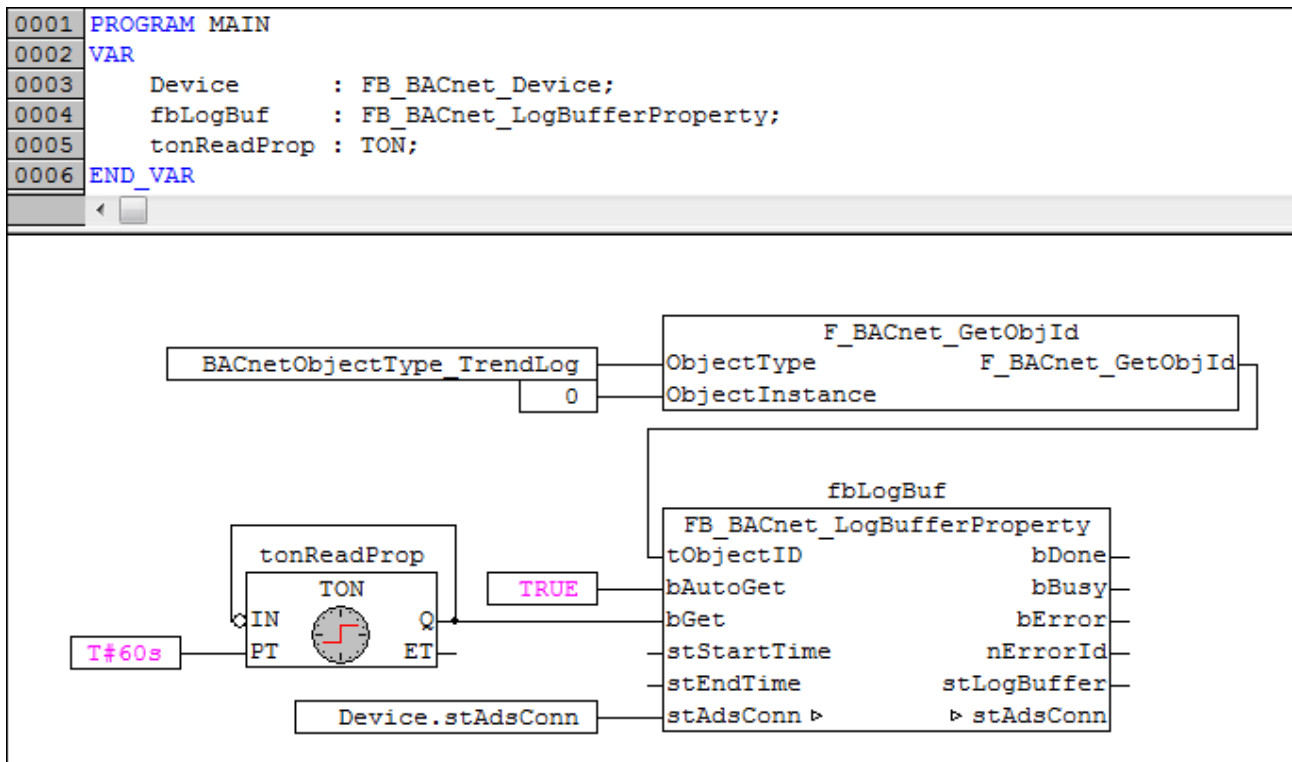 0001 PROGRAM MAIN
0002 VAR
0003 Device : FB_BACnet_Device;
0004 fbLogBuf : FB_BACnet_LogBufferProperty;
0005 tonReadProp : TON;
0006 END_VAR
F_BACnet_GetObjId
BACnetObjectType_TrendLog ObjectType F_BACnet_GetObjId
0 ObjectInstance
fbLogBuf
FB_BACnet_LogBufferProperty
tonReadProp tObjectID bDone
TON TRUE bAutoGet bBusy
IN Q bGet bError
T#60s PT ET stStartTime nErrorId
stEndTime stLogBuffer
Device.stAdsConn stAdsConn ▹ ▹ stAdsConn